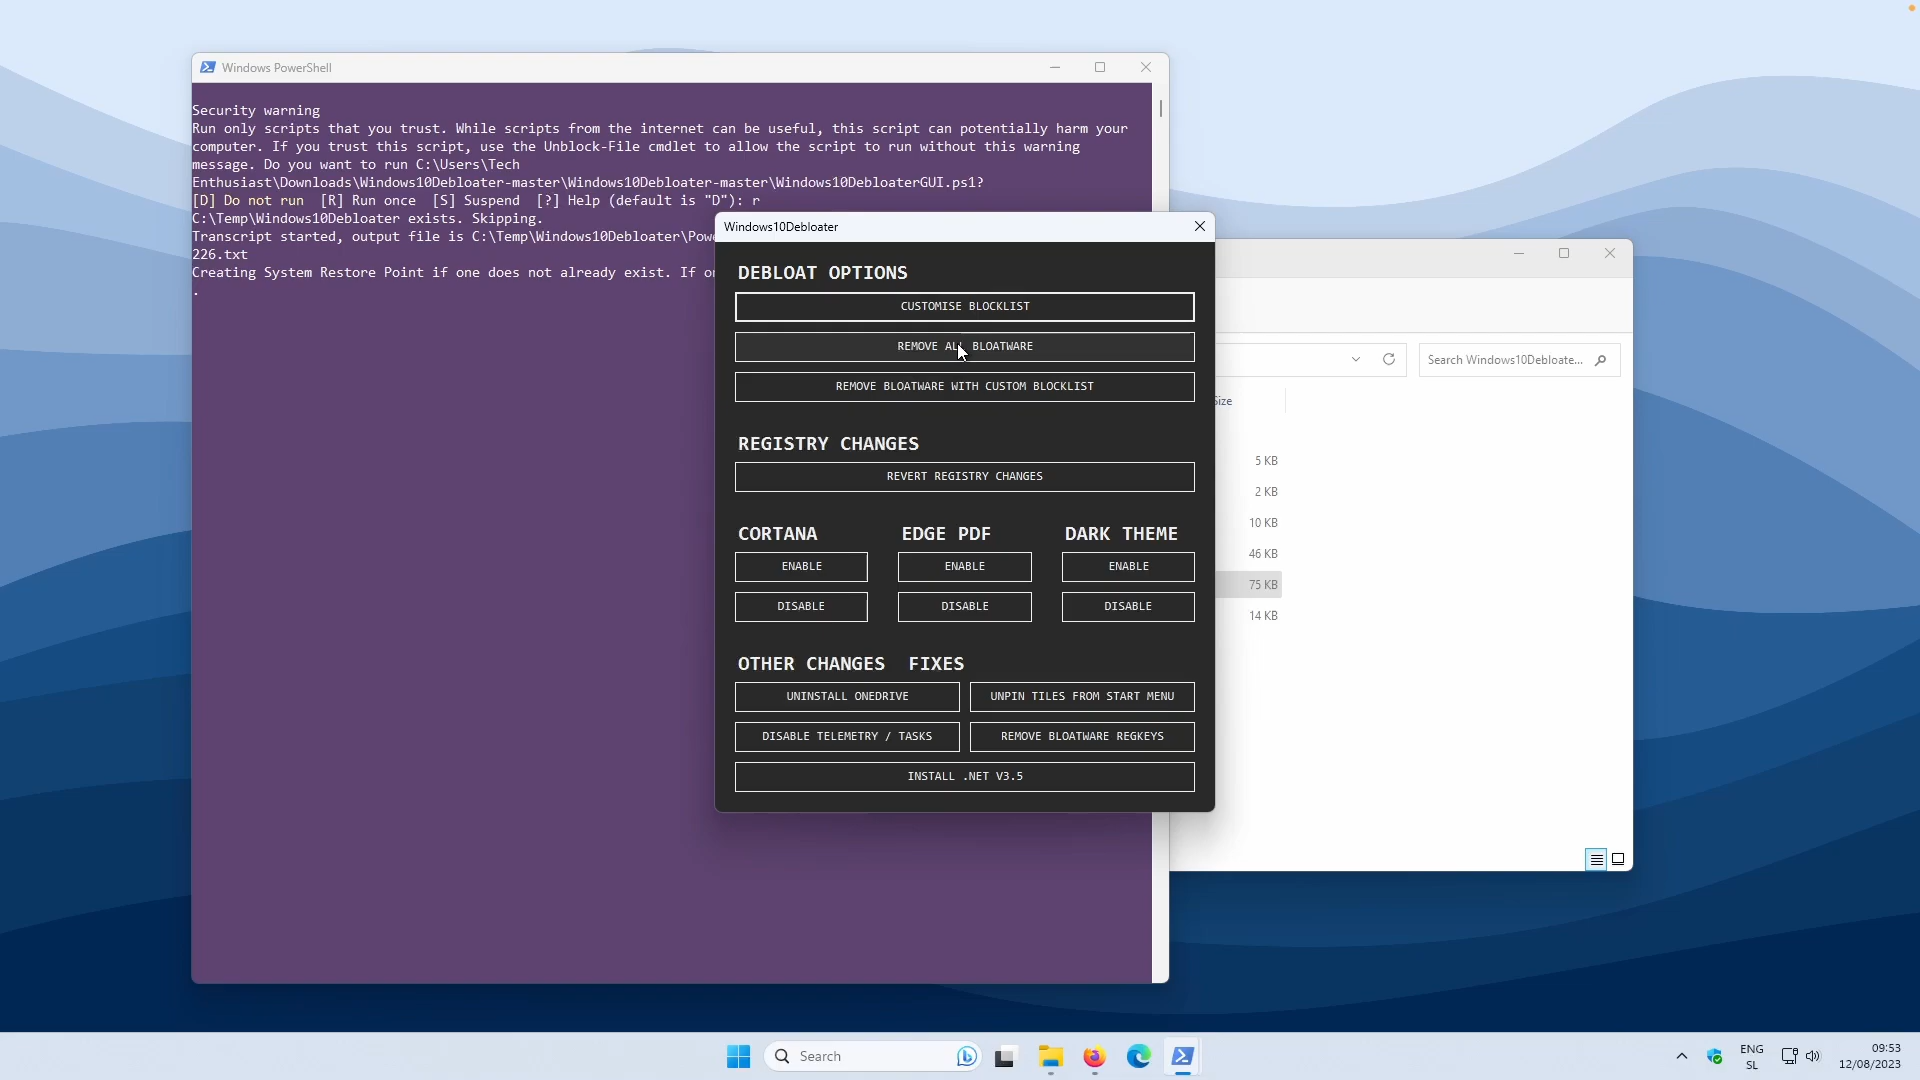 Windows PowerShell
Security warning
Run only scripts that you trust. While scripts from the internet can be useful, this script can potentially harm your
computer. If you trust this script, use the Unblock-File cmdlet to allow the script to run without this warning
message. Do you want to run C:\Users\Tech
Enthusiast\Downloads\Windows10Debloater-master\Windows10Debloater-master\Windows10DebloaterGUI.ps1?
[D] Do not run  [R] Run once  [S] Suspend  [?] Help (default is "D"): r
C:\Temp\Windows10Debloater exists. Skipping.
Transcript started, output file is C:\Temp\Windows10Debloater\Pow
226.txt
Creating System Restore Point if one does not already exist. If
.
Windows10Debloater
DEBLOAT OPTIONS
CUSTOMISE BLOCKLIST
REMOVE ALL BLOATWARE
REMOVE BLOATWARE WITH CUSTOM BLOCKLIST
REGISTRY CHANGES
REVERT REGISTRY CHANGES
CORTANA EDGE PDF DARK THEME
ENABLE ENABLE ENABLE
DISABLE DISABLE DISABLE
OTHER CHANGES  FIXES
UNINSTALL ONEDRIVE UNPIN TILES FROM START MENU
DISABLE TELEMETRY / TASKS REMOVE BLOATWARE REGKEYS
INSTALL .NET V3.5
Search Windows10Debloate...
Size
5 KB
2 KB
10 KB
46 KB
75 KB
14 KB
Search
ENG
SL
09:53
12/08/2023